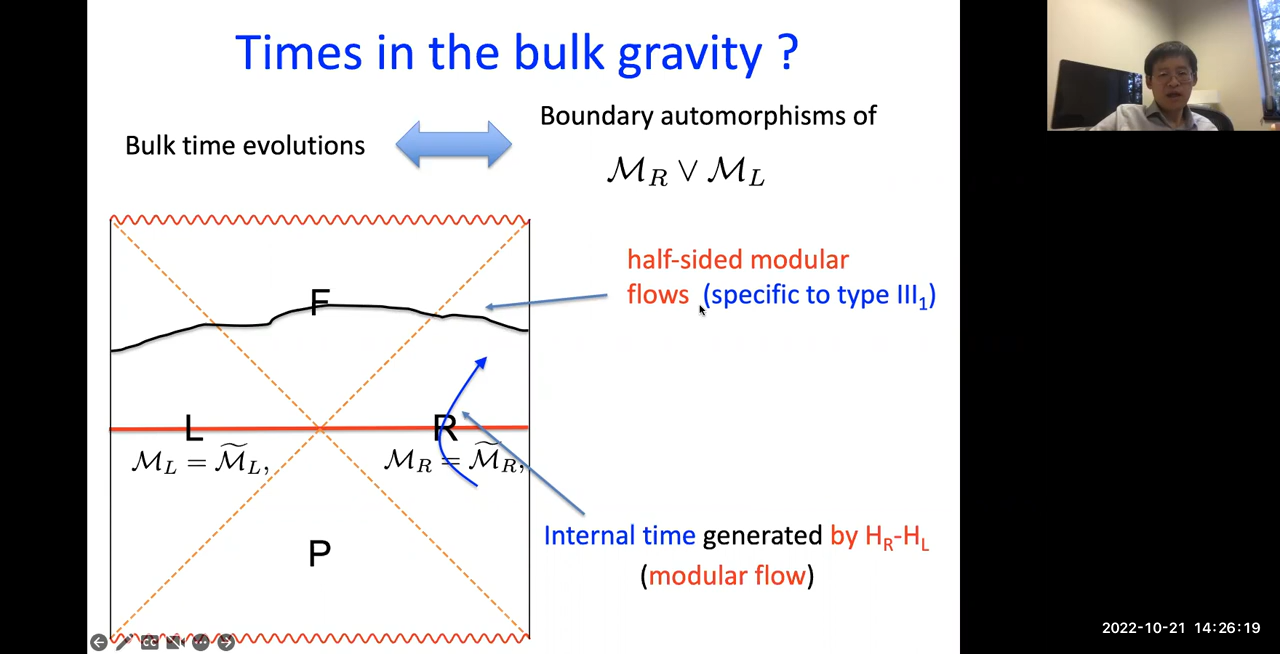 Times in the bulk gravity ?
Bulk time evolutions
Boundary automorphisms of
ℳ_R ∨ ℳ_L
half-sided modular
flows (specific to type III₁)
F
L
R
ℳ_L = ℳ̃_L,
ℳ_R = ℳ̃_R,
P
Internal time generated by H_R-H_L
(modular flow)
CC
2022-10-21 14:26:19